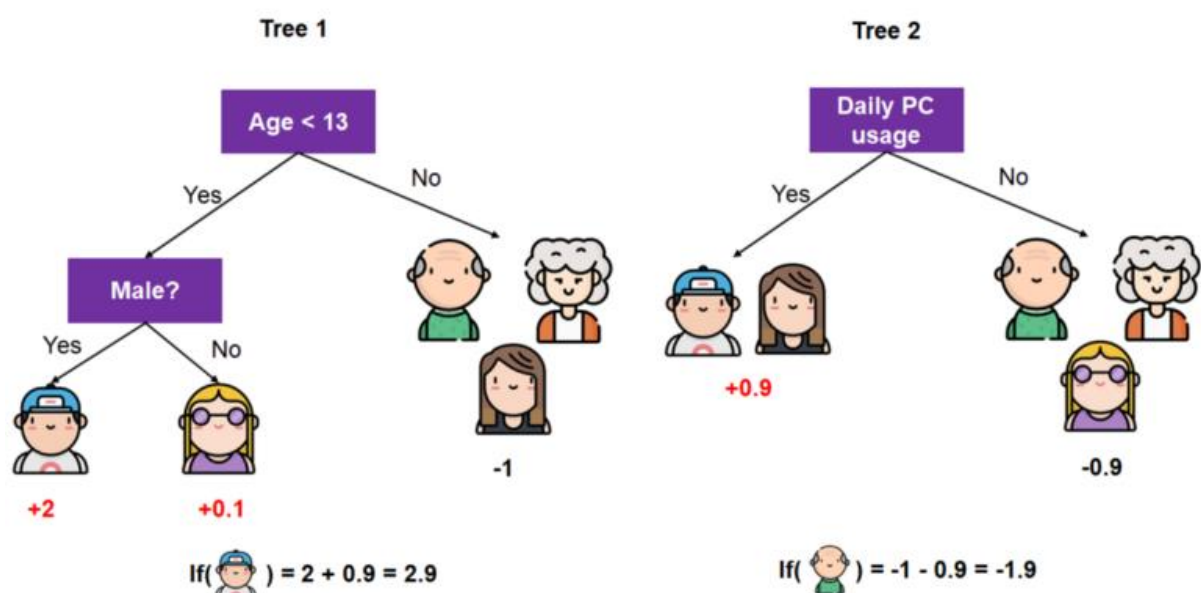 Tree 1
Age < 13
Yes
No
Male?
Yes
No
+2
+0.1
-1
If( ) = 2 + 0.9 = 2.9
Tree 2
Daily PC
usage
Yes
No
+0.9
-0.9
If( ) = -1 - 0.9 = -1.9